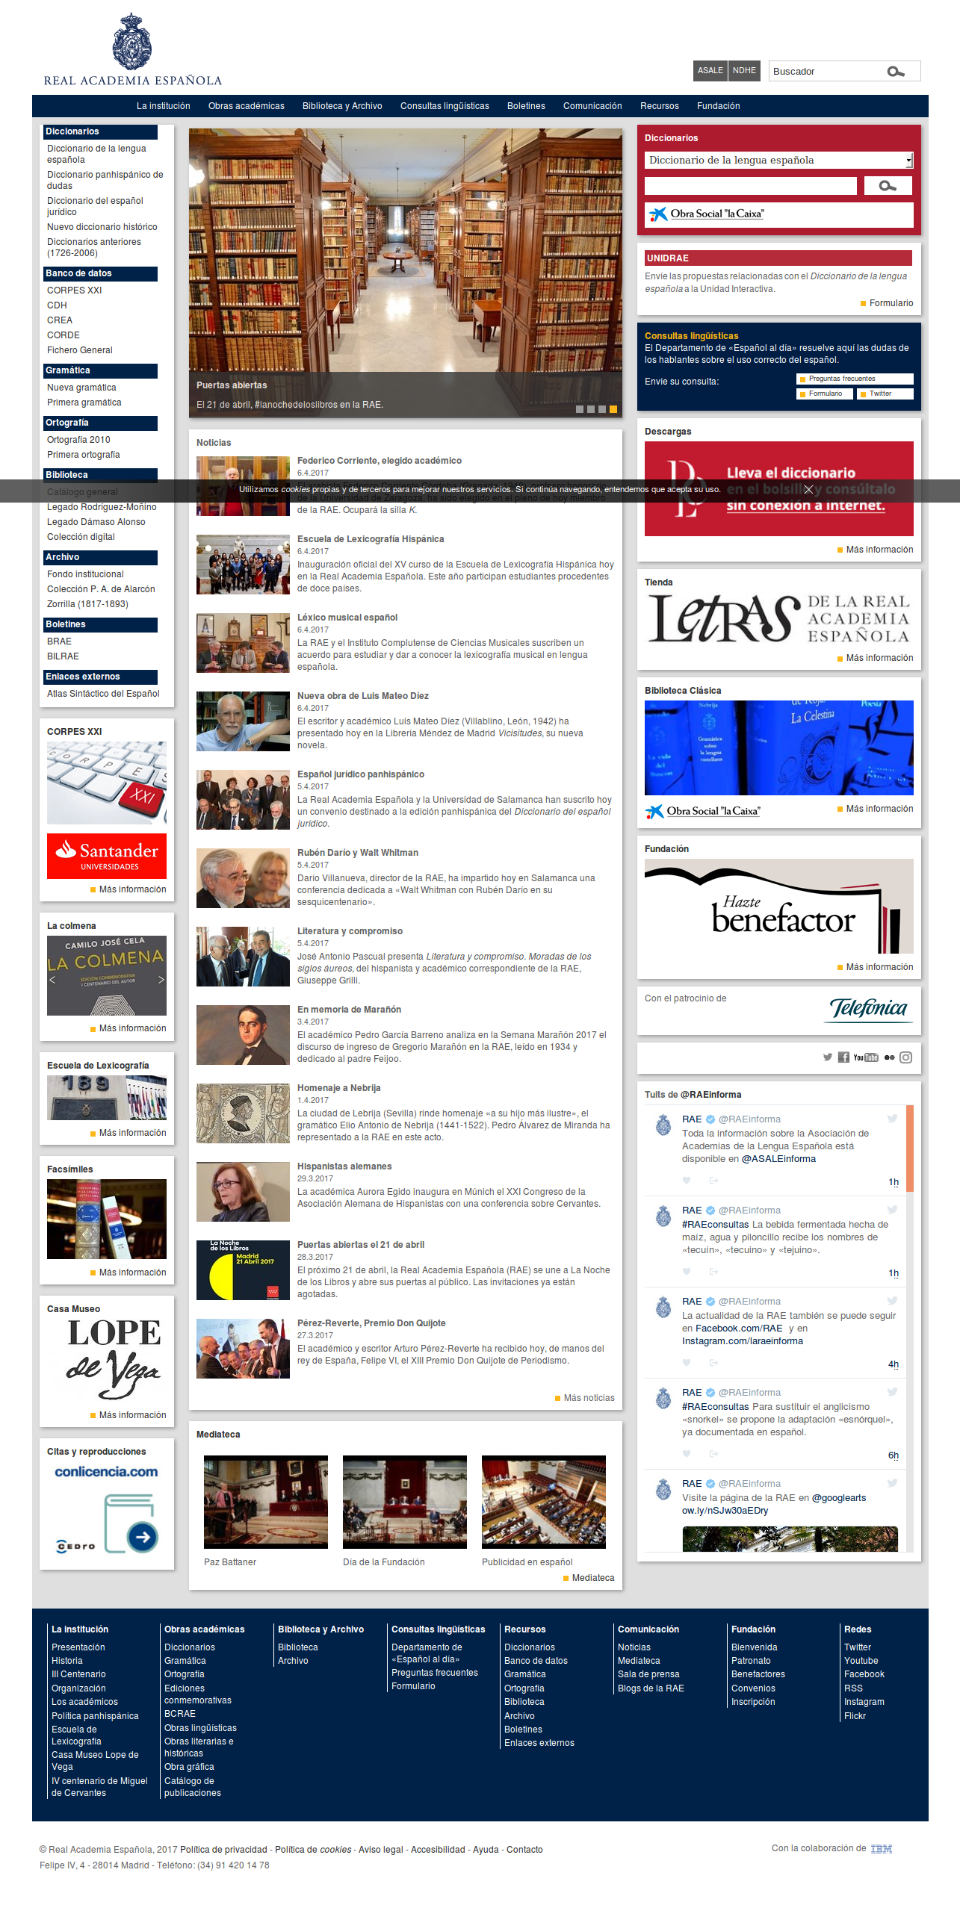 REAL ACADEMIA ESPAÑOLA
ASALE
NDHE
Buscador
La institución
Obras académicas
Biblioteca y Archivo
Consultas lingüísticas
Boletines
Comunicación
Recursos
Fundación
Diccionarios
Diccionario de la lengua
española
Diccionario panhispánico de
dudas
Diccionario del español
jurídico
Nuevo diccionario histórico
Diccionarios anteriores
(1726-2006)
Banco de datos
CORPES XXI
CDH
CREA
CORDE
Fichero General
Gramática
Nueva gramática
Primera gramática
Ortografía
Ortografía 2010
Primera ortografía
Biblioteca
Catálogo general
Legado Rodríguez-Moñino
Legado Dámaso Alonso
Colección digital
Archivo
Fondo institucional
Colección P. A. de Alarcón
Zorrilla (1817-1893)
Boletines
BRAE
BILRAE
Enlaces externos
Atlas Sintáctico del Español
CORPES XXI
CORPES
XXI
Santander
UNIVERSIDADES
Más información
La colmena
CAMILO JOSÉ CELA
LA COLMENA
EDICIÓN CONMEMORATIVA
I CENTENARIO DEL AUTOR
Más información
Escuela de Lexicografía
189
Más información
Facsímiles
Más información
Casa Museo
LOPE
de Vega
Más información
Citas y reproducciones
conlicencia.com
CEDRO
Puertas abiertas
El 21 de abril, #lanochedeloslibros en la RAE.
Noticias
Federico Corriente, elegido académico
6.4.2017
Utilizamos cookies propias y de terceros para mejorar nuestros servicios. Si continúa navegando, entendemos que acepta su uso.
de la Universidad de Zaragoza, ha sido elegido en el pleno de hoy miembro
de la RAE. Ocupará la silla K.
Escuela de Lexicografía Hispánica
6.4.2017
Inauguración oficial del XV curso de la Escuela de Lexicografía Hispánica hoy
en la Real Academia Española. Este año participan estudiantes procedentes
de doce países.
Léxico musical español
6.4.2017
La RAE y el Instituto Complutense de Ciencias Musicales suscriben un
acuerdo para estudiar y dar a conocer la lexicografía musical en lengua
española.
Nueva obra de Luis Mateo Díez
6.4.2017
El escritor y académico Luis Mateo Díez (Villablino, León, 1942) ha
presentado hoy en la Librería Méndez de Madrid Vicisitudes, su nueva
novela.
Español jurídico panhispánico
5.4.2017
La Real Academia Española y la Universidad de Salamanca han suscrito hoy
un convenio destinado a la edición panhispánica del Diccionario del español
jurídico.
Rubén Darío y Walt Whitman
5.4.2017
Darío Villanueva, director de la RAE, ha impartido hoy en Salamanca una
conferencia dedicada a «Walt Whitman con Rubén Darío en su
sesquicentenario».
Literatura y compromiso
5.4.2017
José Antonio Pascual presenta Literatura y compromiso. Moradas de los
siglos áureos, del hispanista y académico correspondiente de la RAE,
Giuseppe Grilli.
En memoria de Marañón
3.4.2017
El académico Pedro García Barreno analiza en la Semana Marañón 2017 el
discurso de ingreso de Gregorio Marañón en la RAE, leído en 1934 y
dedicado al padre Feijoo.
Homenaje a Nebrija
1.4.2017
La ciudad de Lebrija (Sevilla) rinde homenaje «a su hijo más ilustre», el
gramático Elio Antonio de Nebrija (1441-1522). Pedro Álvarez de Miranda ha
representado a la RAE en este acto.
Hispanistas alemanes
29.3.2017
La académica Aurora Egido inaugura en Múnich el XXI Congreso de la
Asociación Alemana de Hispanistas con una conferencia sobre Cervantes.
La Noche
de los Libros
Madrid
21 Abril 2017
Puertas abiertas el 21 de abril
28.3.2017
El próximo 21 de abril, la Real Academia Española (RAE) se une a La Noche
de los Libros y abre sus puertas al público. Las invitaciones ya están
agotadas.
Pérez-Reverte, Premio Don Quijote
27.3.2017
El académico y escritor Arturo Pérez-Reverte ha recibido hoy, de manos del
rey de España, Felipe VI, el XIII Premio Don Quijote de Periodismo.
Más noticias
Mediateca
Paz Battaner
Día de la Fundación
Publicidad en español
Mediateca
Diccionarios
Diccionario de la lengua española
Obra Social "la Caixa"
UNIDRAE
Envíe las propuestas relacionadas con el Diccionario de la lengua
española a la Unidad Interactiva.
Formulario
Consultas lingüísticas
El Departamento de «Español al día» resuelve aquí las dudas de
los hablantes sobre el uso correcto del español.
Envíe su consulta:
Preguntas frecuentes
Formulario
Twitter
Descargas
Lleva el diccionario
en el bolsillo y consúltalo
sin conexión a internet.
Más información
Tienda
LETRAS
DE LA REAL
ACADEMIA
ESPAÑOLA
Más información
Biblioteca Clásica
La Celestina
Gramática
sobre la
lengua
castellana
Obra Social "la Caixa"
Más información
Fundación
Hazte
benefactor
Más información
Con el patrocinio de
Telefónica
YouTube
Tuits de @RAEinforma
RAE @RAEinforma
Toda la información sobre la Asociación de
Academias de la Lengua Española está
disponible en @ASALEinforma
1h
RAE @RAEinforma
#RAEconsultas La bebida fermentada hecha de
maíz, agua y piloncillo recibe los nombres de
«tecuín», «tecuino» y «tejuino».
1h
RAE @RAEinforma
La actualidad de la RAE también se puede seguir
en Facebook.com/RAE y en
Instagram.com/laraeinforma
4h
RAE @RAEinforma
#RAEconsultas Para sustituir el anglicismo
«snorkel» se propone la adaptación «esnórquel»,
ya documentada en español.
6h
RAE @RAEinforma
Visite la página de la RAE en @googlearts
ow.ly/nSJw30aEDry
La institución
Presentación
Historia
III Centenario
Organización
Los académicos
Política panhispánica
Escuela de
Lexicografía
Casa Museo Lope de
Vega
IV centenario de Miguel
de Cervantes
Obras académicas
Diccionarios
Gramática
Ortografía
Ediciones
conmemorativas
BCRAE
Obras lingüísticas
Obras literarias e
históricas
Obra gráfica
Catálogo de
publicaciones
Biblioteca y Archivo
Biblioteca
Archivo
Consultas lingüísticas
Departamento de
«Español al día»
Preguntas frecuentes
Formulario
Recursos
Diccionarios
Banco de datos
Gramática
Ortografía
Biblioteca
Archivo
Boletines
Enlaces externos
Comunicación
Noticias
Mediateca
Sala de prensa
Blogs de la RAE
Fundación
Bienvenida
Patronato
Benefactores
Convenios
Inscripción
Redes
Twitter
Youtube
Facebook
RSS
Instagram
Flickr
© Real Academia Española, 2017 Política de privacidad - Política de cookies - Aviso legal - Accesibilidad - Ayuda - Contacto
Felipe IV, 4 - 28014 Madrid - Teléfono: (34) 91 420 14 78
Con la colaboración de IBM